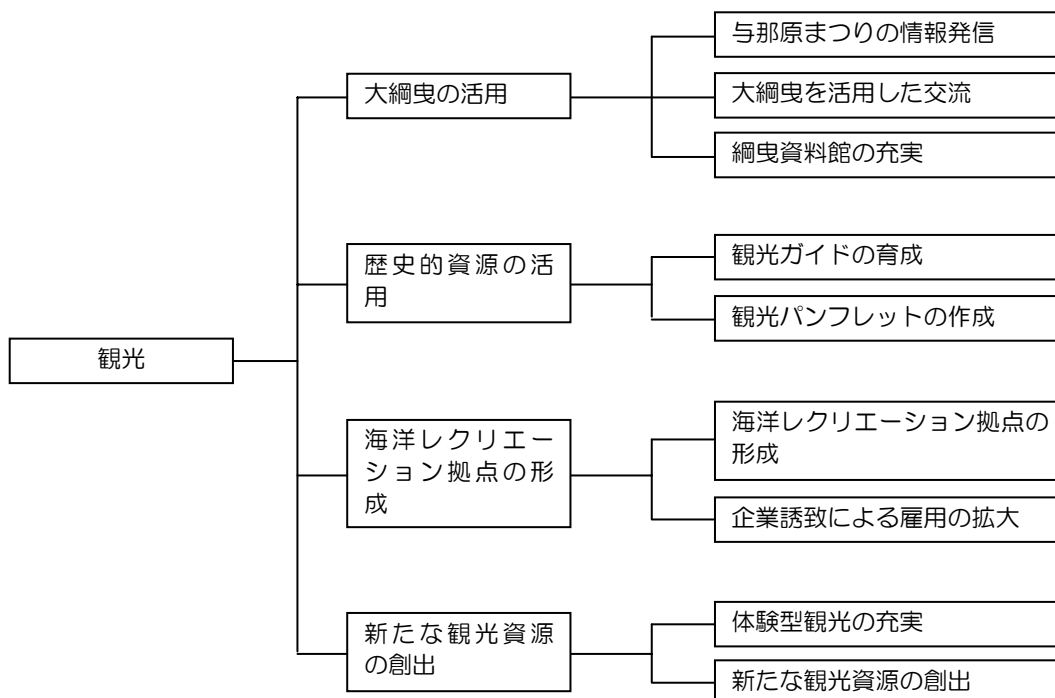 観光
大綱曳の活用
与那原まつりの情報発信
大綱曳を活用した交流
綱曳資料館の充実
歴史的資源の活
用
観光ガイドの育成
観光パンフレットの作成
海洋レクリエー
ション拠点の形
成
海洋レクリエーション拠点の
形成
企業誘致による雇用の拡大
新たな観光資源
の創出
体験型観光の充実
新たな観光資源の創出